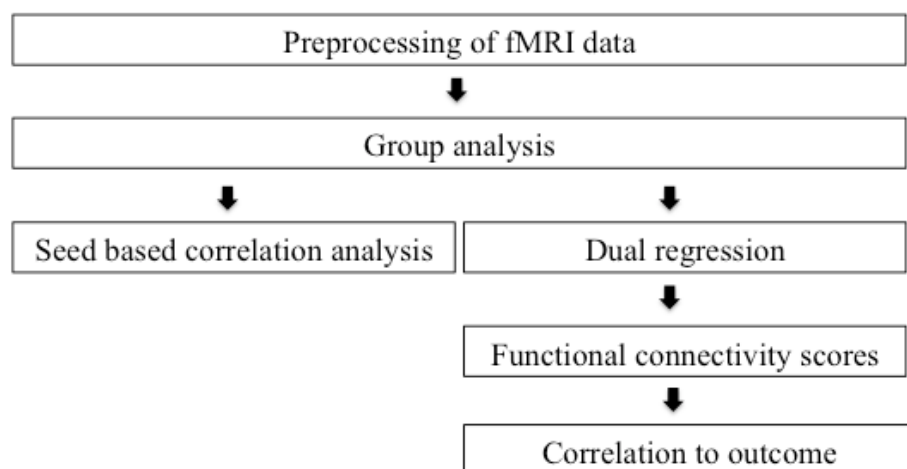 Preprocessing of fMRI data
Group analysis
Seed based correlation analysis
Dual regression
Functional connectivity scores
Correlation to outcome